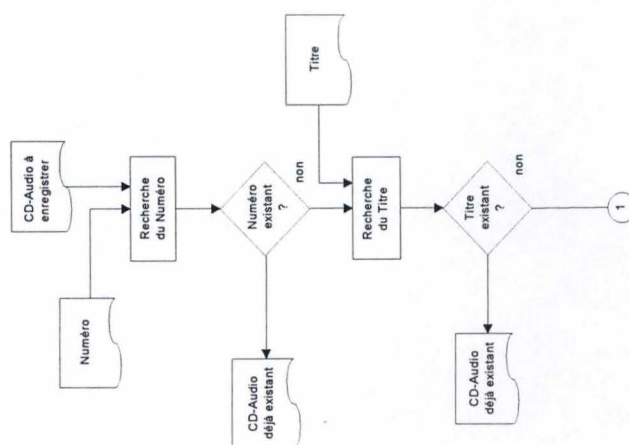 CD-Audio à
enregistrer
Numéro
Recherche
du Numéro
Numéro
existant
?
non
CD-Audio
déjà existant
Titre
Recherche
du Titre
Titre
existant
?
non
CD-Audio
déjà existant
1